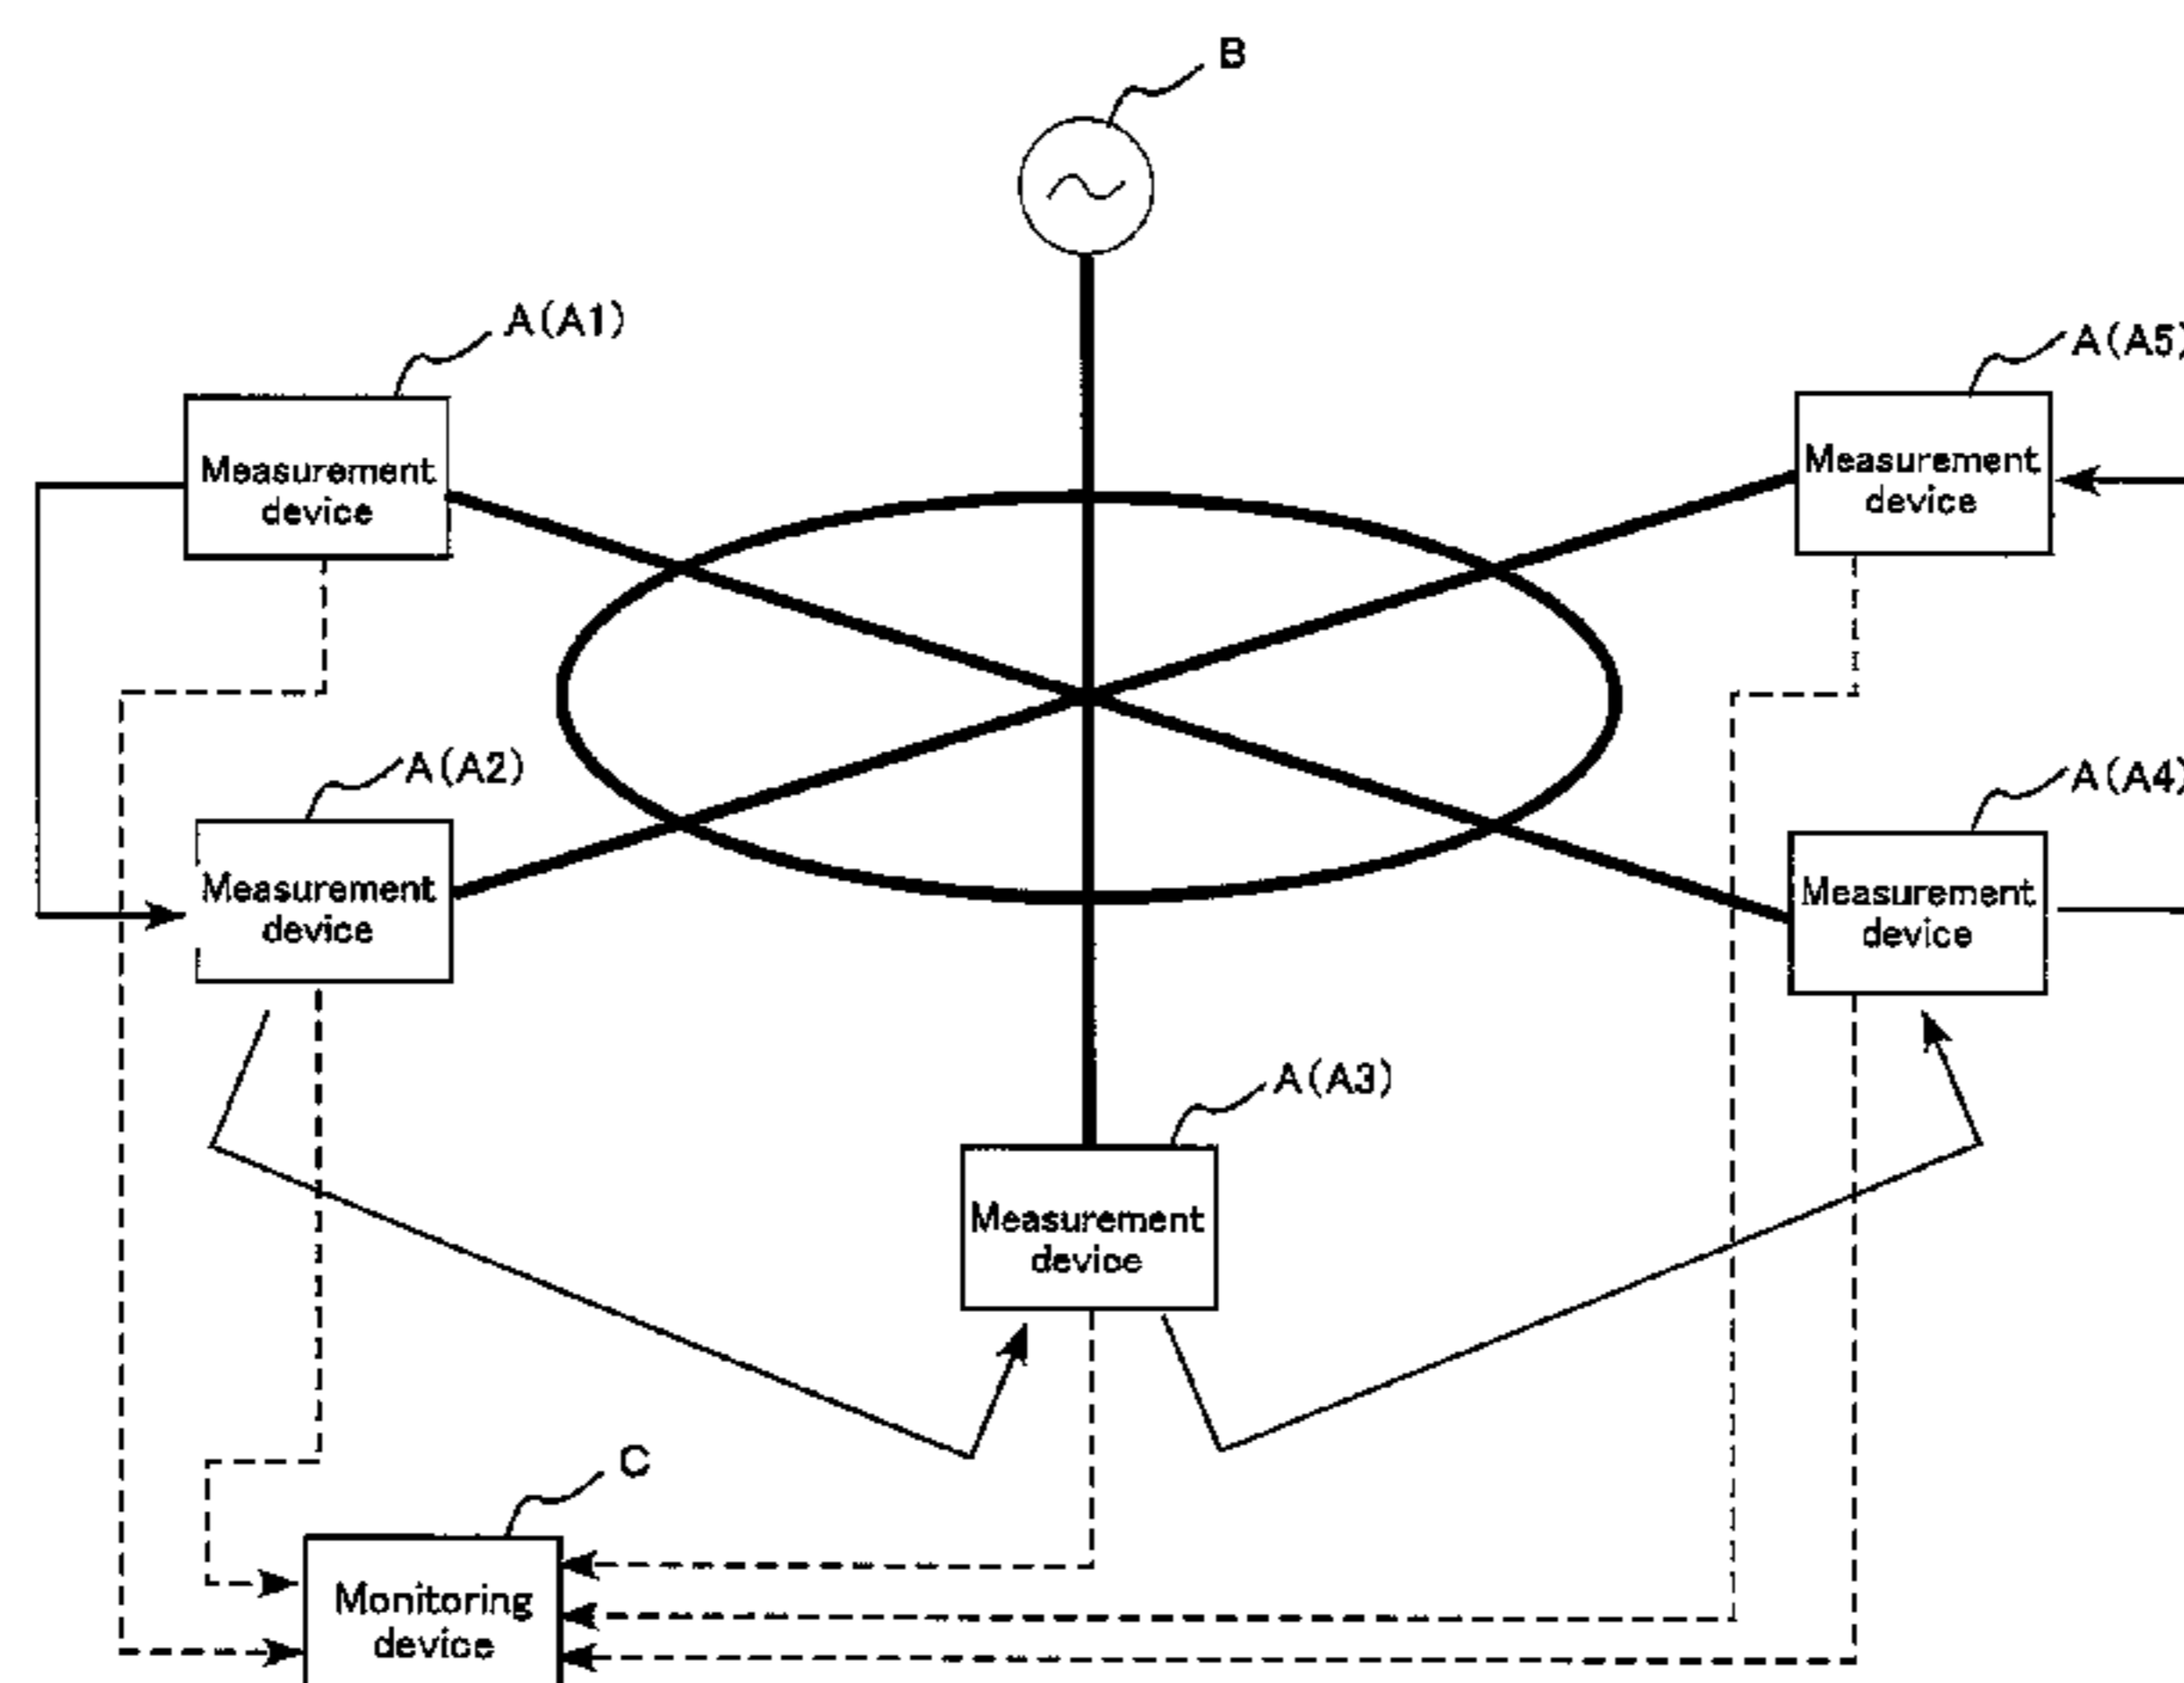 B
A(A1)
A(A5)
Measurement
device
Measurement
device
A(A2)
A(A4)
Measurement
device
Measurement
device
A(A3)
Measurement
device
C
Monitoring
device